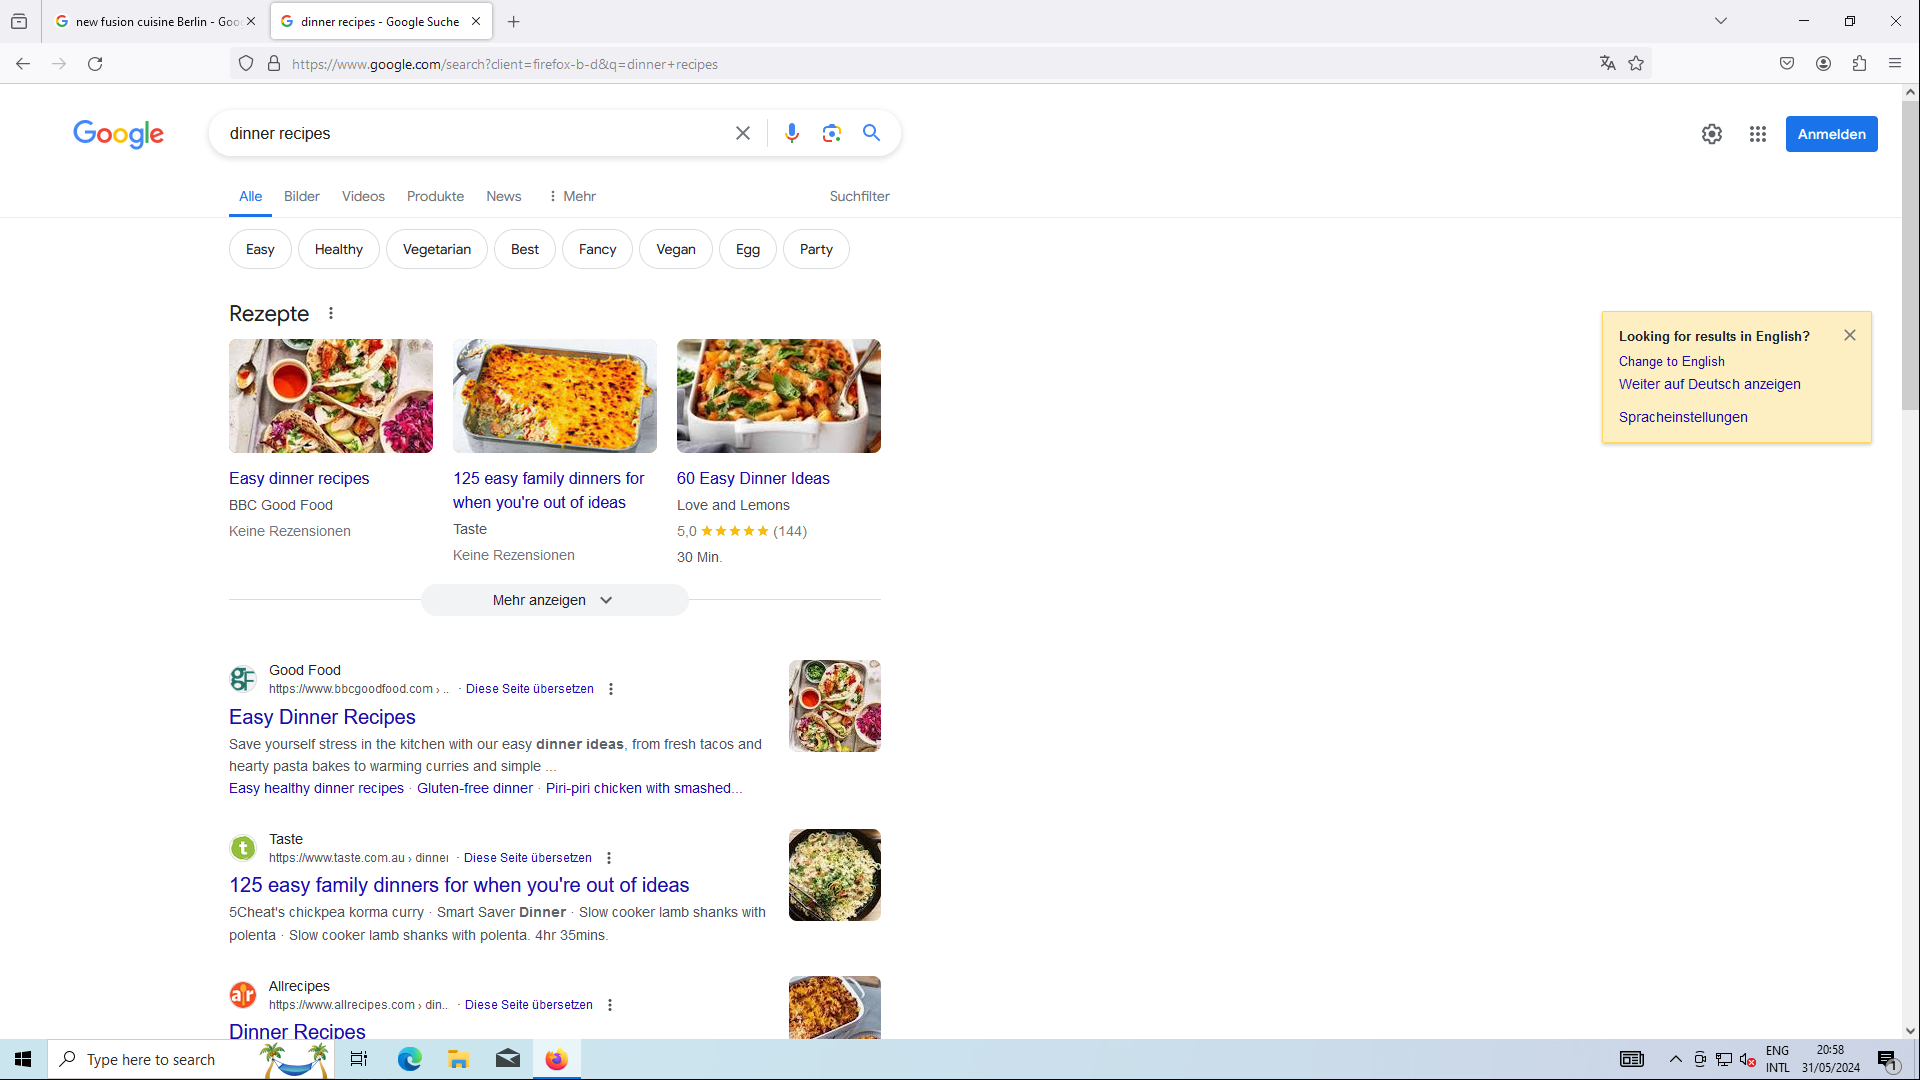 new fusion cuisine Berlin - Goo
dinner recipes - Google Suche
https://www.google.com/search?client=firefox-b-d&q=dinner+recipes
Google
dinner recipes
Anmelden
Alle
Bilder
Videos
Produkte
News
Mehr
Suchfilter
Easy
Healthy
Vegetarian
Best
Fancy
Vegan
Egg
Party
Rezepte
Looking for results in English?
Change to English
Weiter auf Deutsch anzeigen
Spracheinstellungen
Easy dinner recipes
BBC Good Food
Keine Rezensionen
125 easy family dinners for
when you're out of ideas
Taste
Keine Rezensionen
60 Easy Dinner Ideas
Love and Lemons
5,0 ★★★★★ (144)
30 Min.
Mehr anzeigen
Good Food
https://www.bbcgoodfood.com › .. · Diese Seite übersetzen
Easy Dinner Recipes
Save yourself stress in the kitchen with our easy dinner ideas, from fresh tacos and
hearty pasta bakes to warming curries and simple ...
Easy healthy dinner recipes · Gluten-free dinner · Piri-piri chicken with smashed...
Taste
https://www.taste.com.au › dinner · Diese Seite übersetzen
125 easy family dinners for when you're out of ideas
5Cheat's chickpea korma curry · Smart Saver Dinner · Slow cooker lamb shanks with
polenta · Slow cooker lamb shanks with polenta. 4hr 35mins.
Allrecipes
https://www.allrecipes.com › din... · Diese Seite übersetzen
Dinner Recipes
Type here to search
ENG
INTL
20:58
31/05/2024
1